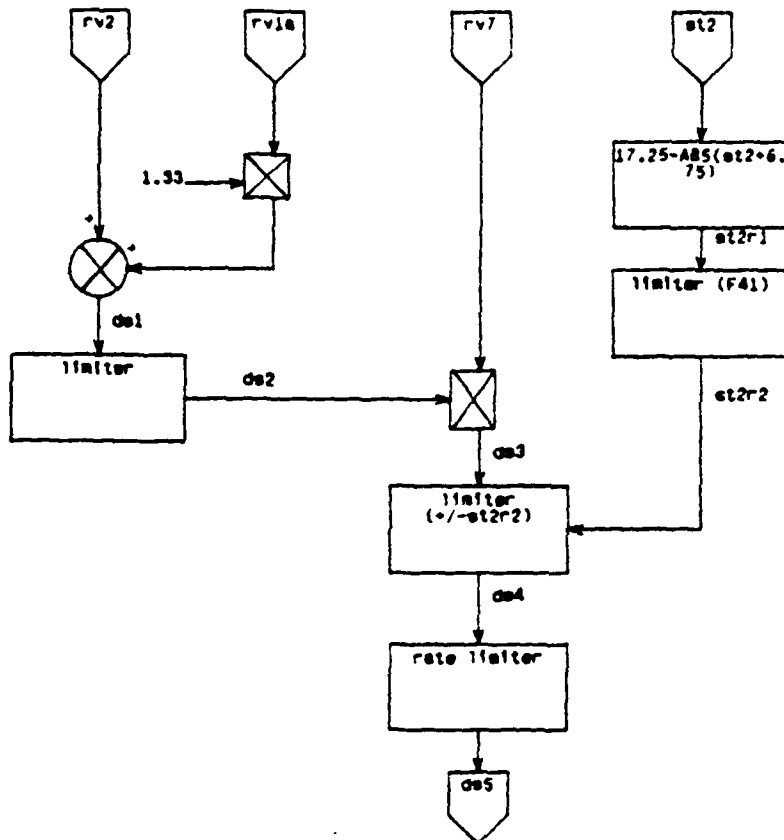 rv2
rv1a
rv7
st2
1.33
17.25-ABS(st2+6.
75)
+
+
st2r1
limiter (F41)
ds1
limiter
ds2
st2r2
ds3
limiter
(+/-st2r2)
ds4
rate limiter
ds5